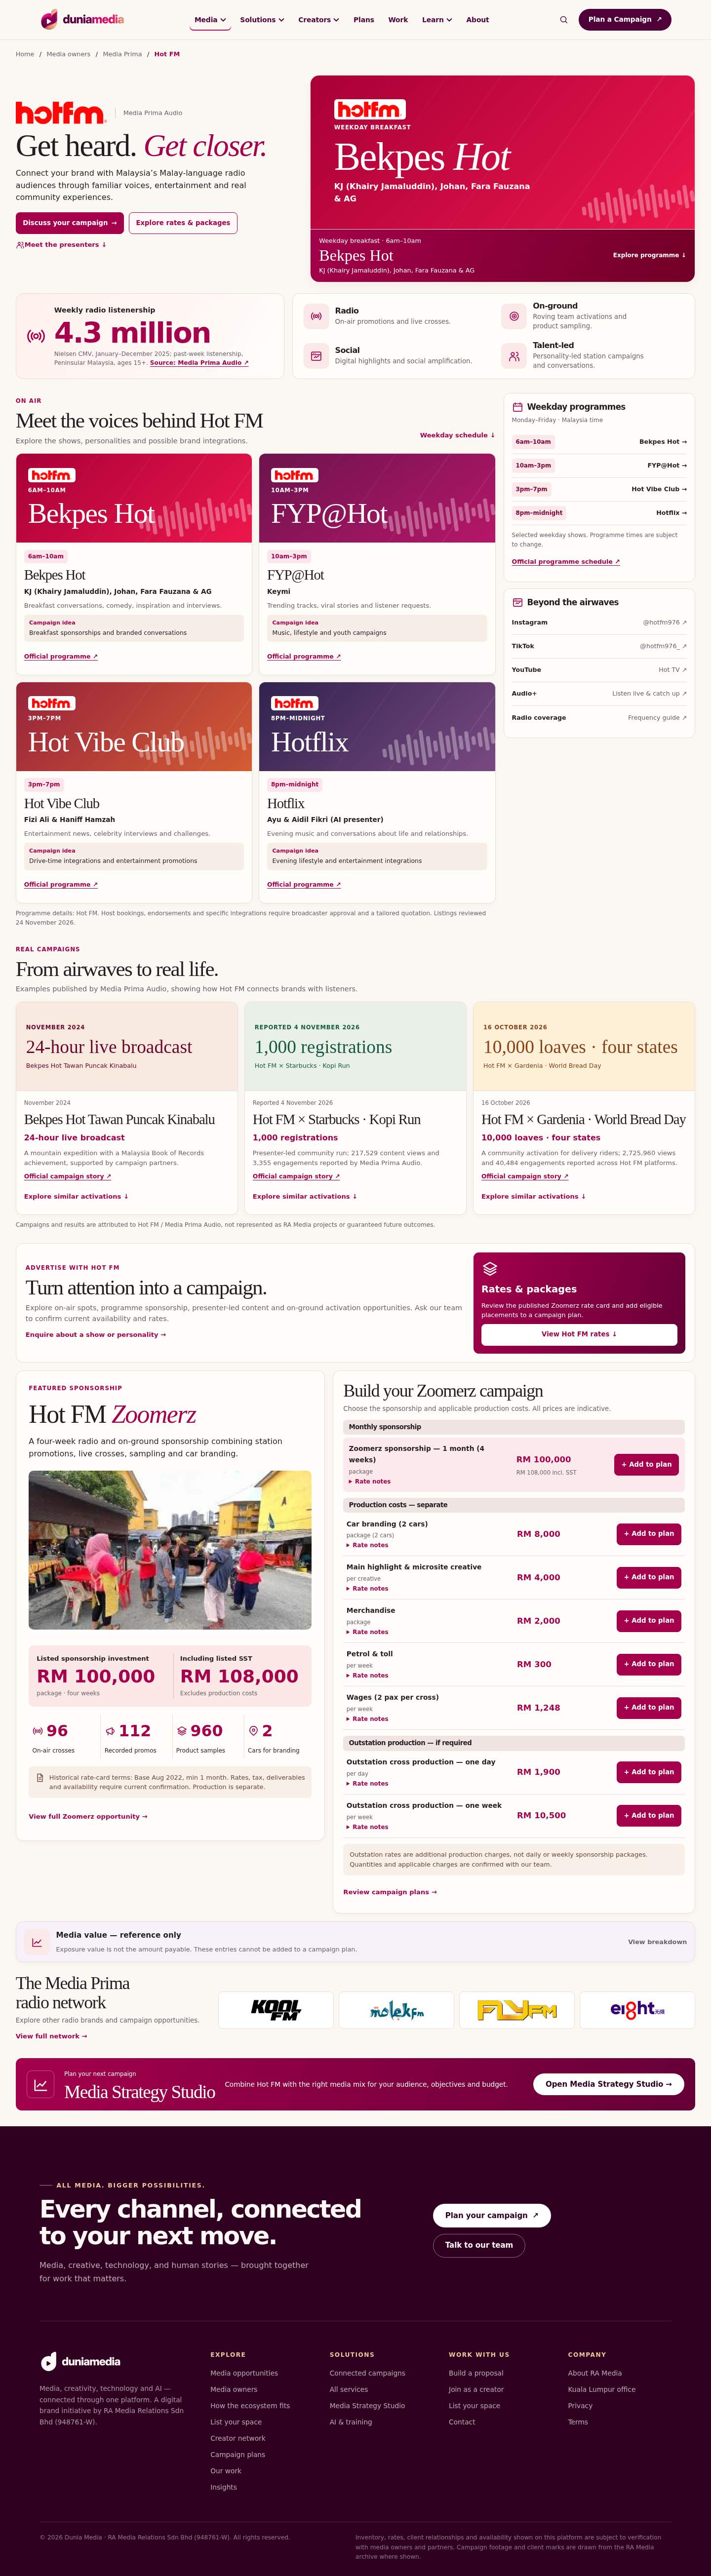 duniamedia
Media
Solutions
Creators
Plans
Work
Learn
About
Plan a Campaign ↗
Home / Media owners / Media Prima / Hot FM
hotfm
Media Prima Audio
Get heard. Get closer.
Connect your brand with Malaysia's Malay-language radio
audiences through familiar voices, entertainment and real
community experiences.
Discuss your campaign →
Explore rates & packages
Meet the presenters ↓
hotfm
WEEKDAY BREAKFAST
Bekpes Hot
KJ (Khairy Jamaluddin), Johan, Fara Fauzana
& AG
Weekday breakfast · 6am–10am
Bekpes Hot
KJ (Khairy Jamaluddin), Johan, Fara Fauzana & AG
Explore programme ↓
Weekly radio listenership
4.3 million
Nielsen CMV, January–December 2025; past-week listenership,
Peninsular Malaysia, ages 15+. Source: Media Prima Audio ↗
Radio
On-air promotions and live crosses.
On-ground
Roving team activations and
product sampling.
Social
Digital highlights and social amplification.
Talent-led
Personality-led station campaigns
and conversations.
ON AIR
Meet the voices behind Hot FM
Explore the shows, personalities and possible brand integrations.
Weekday schedule ↓
hotfm
6AM–10AM
Bekpes Hot
6am–10am
Bekpes Hot
KJ (Khairy Jamaluddin), Johan, Fara Fauzana & AG
Breakfast conversations, comedy, inspiration and interviews.
Campaign idea
Breakfast sponsorships and branded conversations
Official programme ↗
hotfm
10AM–3PM
FYP@Hot
10am–3pm
FYP@Hot
Keymi
Trending tracks, viral stories and listener requests.
Campaign idea
Music, lifestyle and youth campaigns
Official programme ↗
hotfm
3PM–7PM
Hot Vibe Club
3pm–7pm
Hot Vibe Club
Fizi Ali & Haniff Hamzah
Entertainment news, celebrity interviews and challenges.
Campaign idea
Drive-time integrations and entertainment promotions
Official programme ↗
hotfm
8PM–MIDNIGHT
Hotflix
8pm–midnight
Hotflix
Ayu & Aidil Fikri (AI presenter)
Evening music and conversations about life and relationships.
Campaign idea
Evening lifestyle and entertainment integrations
Official programme ↗
Programme details: Hot FM. Host bookings, endorsements and specific integrations require broadcaster approval and a tailored quotation. Listings reviewed
24 November 2026.
Weekday programmes
Monday–Friday · Malaysia time
6am–10am Bekpes Hot →
10am–3pm FYP@Hot →
3pm–7pm Hot Vibe Club →
8pm–midnight Hotflix →
Selected weekday shows. Programme times are subject
to change.
Official programme schedule ↗
Beyond the airwaves
Instagram @hotfm976 ↗
TikTok @hotfm976_ ↗
YouTube Hot TV ↗
Audio+ Listen live & catch up ↗
Radio coverage Frequency guide ↗
REAL CAMPAIGNS
From airwaves to real life.
Examples published by Media Prima Audio, showing how Hot FM connects brands with listeners.
NOVEMBER 2024
24-hour live broadcast
Bekpes Hot Tawan Puncak Kinabalu
November 2024
Bekpes Hot Tawan Puncak Kinabalu
24-hour live broadcast
A mountain expedition with a Malaysia Book of Records
achievement, supported by campaign partners.
Official campaign story ↗
Explore similar activations ↓
REPORTED 4 NOVEMBER 2026
1,000 registrations
Hot FM × Starbucks · Kopi Run
Reported 4 November 2026
Hot FM × Starbucks · Kopi Run
1,000 registrations
Presenter-led community run; 217,529 content views and
3,355 engagements reported by Media Prima Audio.
Official campaign story ↗
Explore similar activations ↓
16 OCTOBER 2026
10,000 loaves · four states
Hot FM × Gardenia · World Bread Day
16 October 2026
Hot FM × Gardenia · World Bread Day
10,000 loaves · four states
A community activation for delivery riders; 2,725,960 views
and 40,484 engagements reported across Hot FM platforms.
Official campaign story ↗
Explore similar activations ↓
Campaigns and results are attributed to Hot FM / Media Prima Audio, not represented as RA Media projects or guaranteed future outcomes.
ADVERTISE WITH HOT FM
Turn attention into a campaign.
Explore on-air spots, programme sponsorship, presenter-led content and on-ground activation opportunities. Ask our team
to confirm current availability and rates.
Enquire about a show or personality →
Rates & packages
Review the published Zoomerz rate card and add eligible
placements to a campaign plan.
View Hot FM rates ↓
FEATURED SPONSORSHIP
Hot FM Zoomerz
A four-week radio and on-ground sponsorship combining station
promotions, live crosses, sampling and car branding.
Listed sponsorship investment
RM 100,000
package · four weeks
Including listed SST
RM 108,000
Excludes production costs
96
On-air crosses
112
Recorded promos
960
Product samples
2
Cars for branding
Historical rate-card terms: Base Aug 2022, min 1 month. Rates, tax, deliverables
and availability require current confirmation. Production is separate.
View full Zoomerz opportunity →
Build your Zoomerz campaign
Choose the sponsorship and applicable production costs. All prices are indicative.
Monthly sponsorship
Zoomerz sponsorship — 1 month (4
weeks)
package
▸ Rate notes
RM 100,000
RM 108,000 incl. SST
+ Add to plan
Production costs — separate
Car branding (2 cars)
package (2 cars)
▸ Rate notes
RM 8,000
+ Add to plan
Main highlight & microsite creative
per creative
▸ Rate notes
RM 4,000
+ Add to plan
Merchandise
package
▸ Rate notes
RM 2,000
+ Add to plan
Petrol & toll
per week
▸ Rate notes
RM 300
+ Add to plan
Wages (2 pax per cross)
per week
▸ Rate notes
RM 1,248
+ Add to plan
Outstation production — if required
Outstation cross production — one day
per day
▸ Rate notes
RM 1,900
+ Add to plan
Outstation cross production — one week
per week
▸ Rate notes
RM 10,500
+ Add to plan
Outstation rates are additional production charges, not daily or weekly sponsorship packages.
Quantities and applicable charges are confirmed with our team.
Review campaign plans →
Media value — reference only
Exposure value is not the amount payable. These entries cannot be added to a campaign plan.
View breakdown
The Media Prima
radio network
Explore other radio brands and campaign opportunities.
View full network →
KOOL FM
molek fm
FLY FM
ei8ht
Plan your next campaign
Media Strategy Studio
Combine Hot FM with the right media mix for your audience, objectives and budget.
Open Media Strategy Studio →
ALL MEDIA. BIGGER POSSIBILITIES.
Every channel, connected
to your next move.
Media, creative, technology, and human stories — brought together
for work that matters.
Plan your campaign ↗
Talk to our team
duniamedia
Media, creativity, technology and AI —
connected through one platform. A digital
brand initiative by RA Media Relations Sdn
Bhd (948761-W).
EXPLORE
Media opportunities
Media owners
How the ecosystem fits
List your space
Creator network
Campaign plans
Our work
Insights
SOLUTIONS
Connected campaigns
All services
Media Strategy Studio
AI & training
WORK WITH US
Build a proposal
Join as a creator
List your space
Contact
COMPANY
About RA Media
Kuala Lumpur office
Privacy
Terms
© 2026 Dunia Media · RA Media Relations Sdn Bhd (948761-W). All rights reserved.
Inventory, rates, client relationships and availability shown on this platform are subject to verification
with media owners and partners. Campaign footage and client marks are drawn from the RA Media
archive where shown.